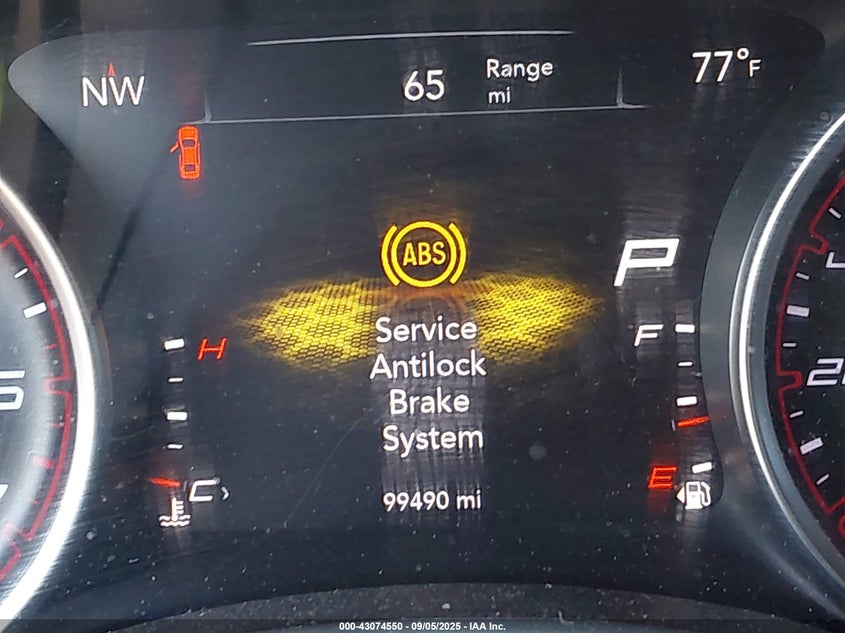 NW
65 Range
mi
77°F
ABS
P
Service
Antilock
Brake
System
H
F
C
E
99490 mi
000-43074550 - 09/05/2025 - IAA Inc.